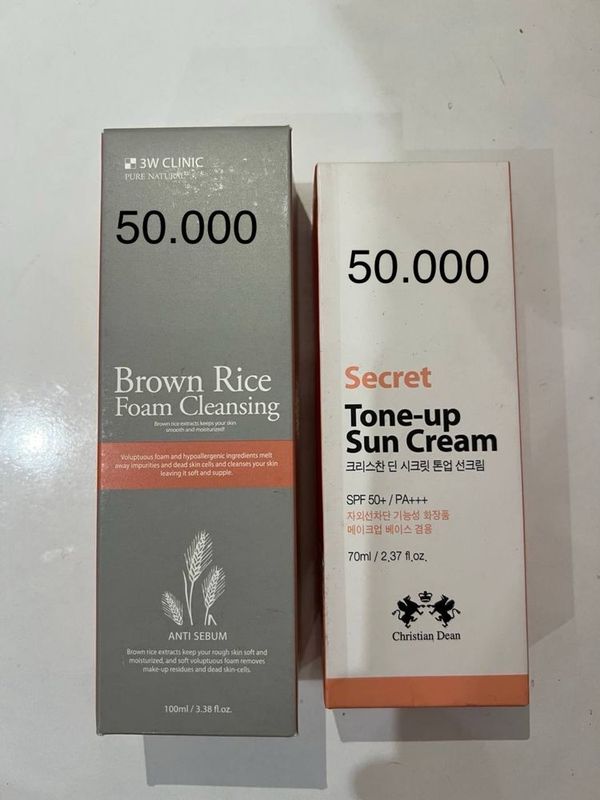 3W CLINIC
PURE NATURAL
50.000
Brown Rice
Foam Cleansing
Brown rice extracts keeps your skin
smooth and moisturized!
Voluptuous foam and hypoallergenic ingredients melt
away impurities and dead skin cells and cleanses your skin
leaving it soft and supple.
ANTI SEBUM
Brown rice extracts keep your rough skin soft and
moisturized, and soft voluptuous foam removes
make-up residues and dead skin-cells.
100ml / 3.38 fl.oz.
50.000
Secret
Tone-up
Sun Cream
크리스찬 딘 시크릿 톤업 선크림
SPF 50+ / PA+++
자외선차단 기능성 화장품
메이크업 베이스 겸용
70ml / 2.37 fl.oz.
Christian Dean